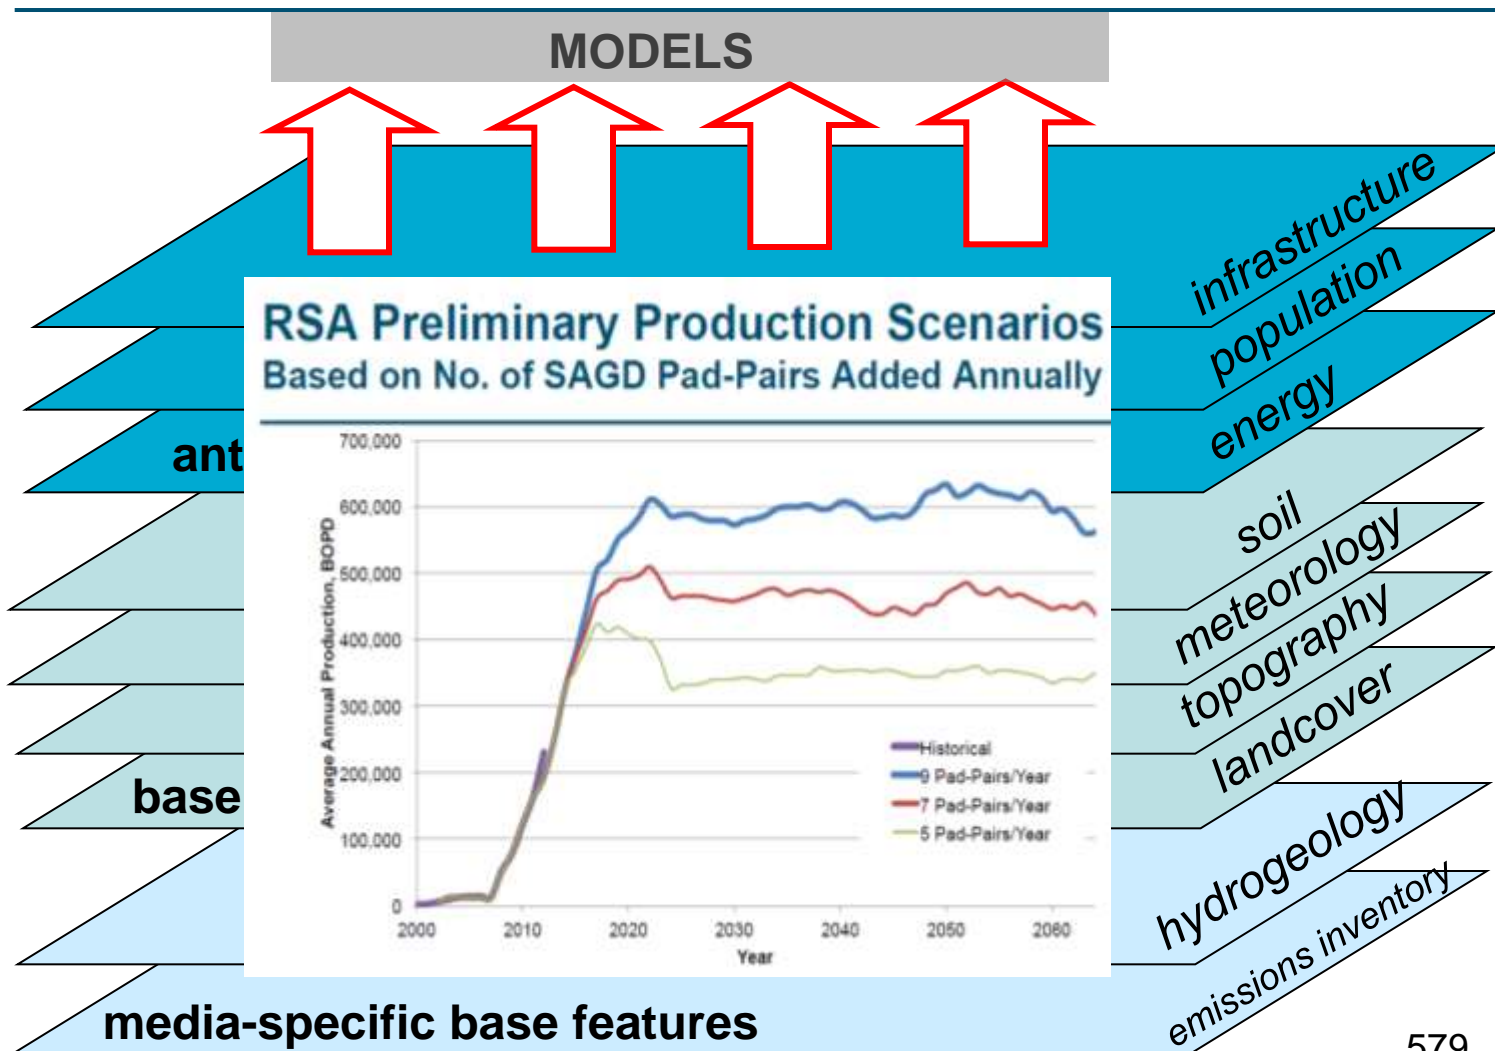 MODELS
infrastructure
population
energy
ant
soil
meteorology
topography
landcover
base
hydrogeology
emissions inventory
media-specific base features
RSA Preliminary Production Scenarios
Based on No. of SAGD Pad-Pairs Added Annually
700,000
600,000
500,000
400,000
300,000
200,000
100,000
0
Average Annual Production, BOPD
2000 2010 2020 2030 2040 2050 2060
Year
Historical
9 Pad-Pairs/Year
7 Pad-Pairs/Year
5 Pad-Pairs/Year
579